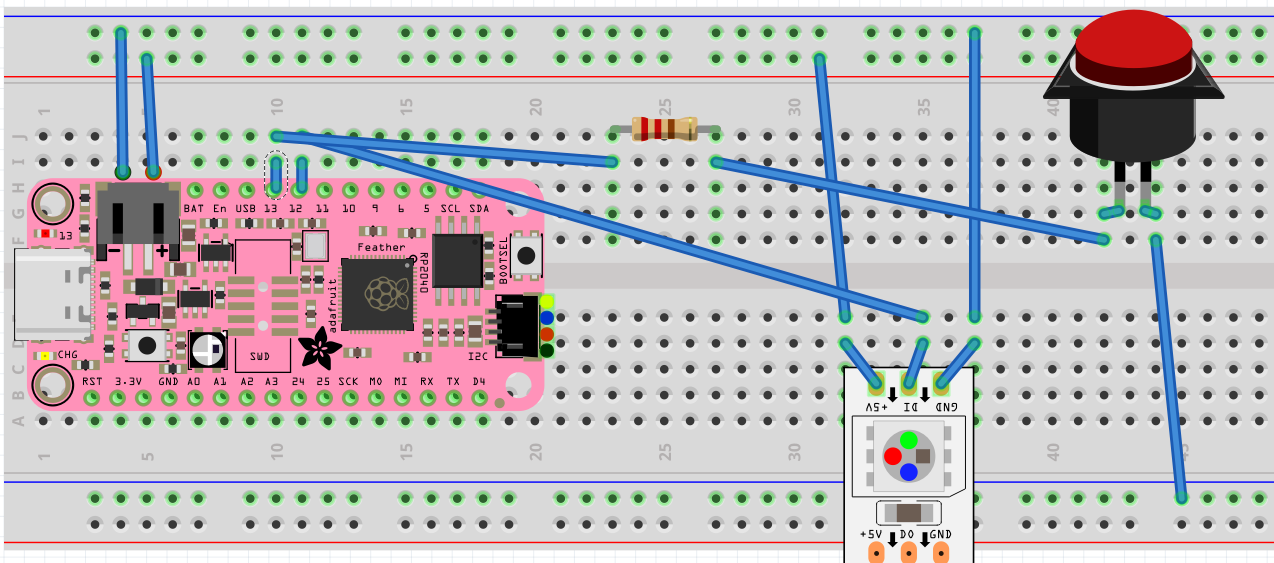 1 10 15 20 25 30 35 40
J
I
H
BAT En USB 13 12 11 10 9 6 5 SCL SDA
G
13
F
Feather
- +
RP2040
BOOTSEL
adafruit
CHG
SWD
I2C
D
C
RST 3.3V GND A0 A1 A2 A3 24 25 SCK MO MI RX TX D4
B
A
+5V DI GND
1 5 10 15 20 25 30 40 45
+5V DO GND